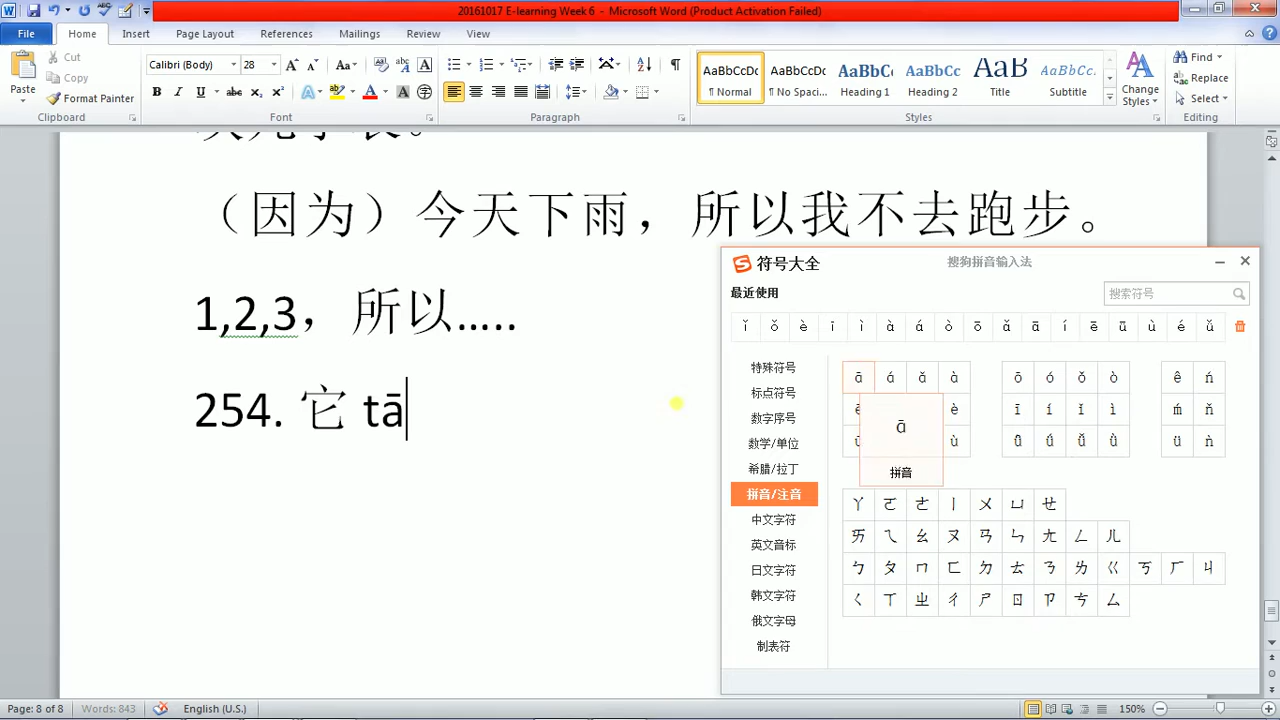 20161017 E-learning Week 6 - Microsoft Word (Product Activation Failed)
File Home Insert Page Layout References Mailings Review View
Cut
Copy
Format Painter
Paste
Calibri (Body) 28
AaBbCcDc AaBbCcDc AaBbCc AaBbCc AaB AaBbCcDc
¶ Normal ¶ No Spaci... Heading 1 Heading 2 Title Subtitle
Change Styles
Find
Replace
Select
Clipboard Font Paragraph Styles Editing
(因为)今天下雨，所以我不去跑步。
1,2,3，所以.....
254. 它 tā
符号大全 搜狗拼音输入法
最近使用 搜索符号
ǐ ǒ è ī ì à á ò ō ǎ ā í ē ū ù é ǔ
特殊符号
标点符号
数字序号
数学/单位
希腊/拉丁
拼音/注音
中文字符
英文音标
日文字符
韩文字符
俄文字母
制表符
ā á ǎ à ō ó ǒ ò ê ń
è ī í ǐ ì ḿ ň
ù ǖ ǘ ǚ ǜ ü ǹ
ā
拼音
ㄚ ㄛ ㄜ ㄧ ㄨ ㄩ ㄝ
ㄞ ㄟ ㄠ ㄡ ㄢ ㄣ ㄤ ㄥ ㄦ
ㄅ ㄆ ㄇ ㄈ ㄉ ㄊ ㄋ ㄌ ㄍ ㄎ ㄏ ㄐ
ㄑ ㄒ ㄓ ㄔ ㄕ ㄖ ㄗ ㄘ ㄙ
Page: 8 of 8 Words: 843 English (U.S.) 150%